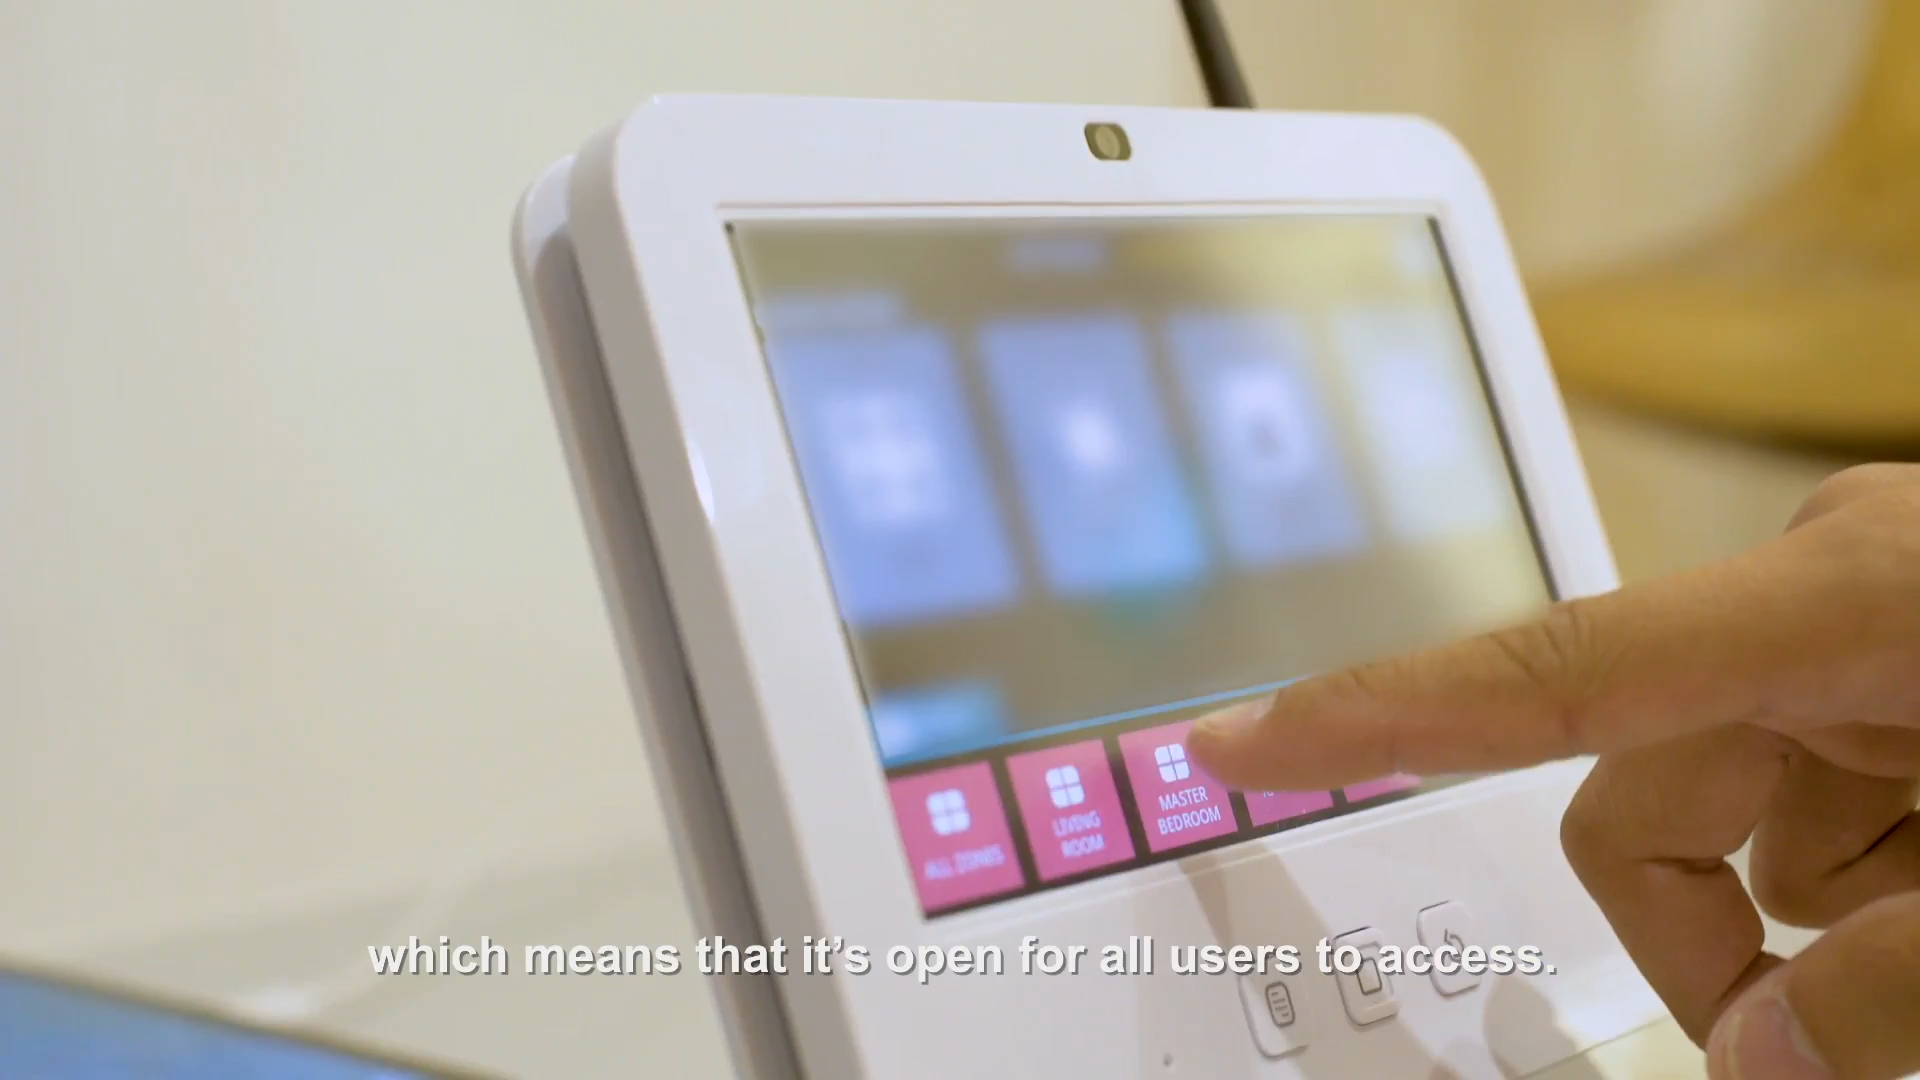 ALL ZONES
LIVING
ROOM
MASTER
BEDROOM
which means that it’s open for all users to access.